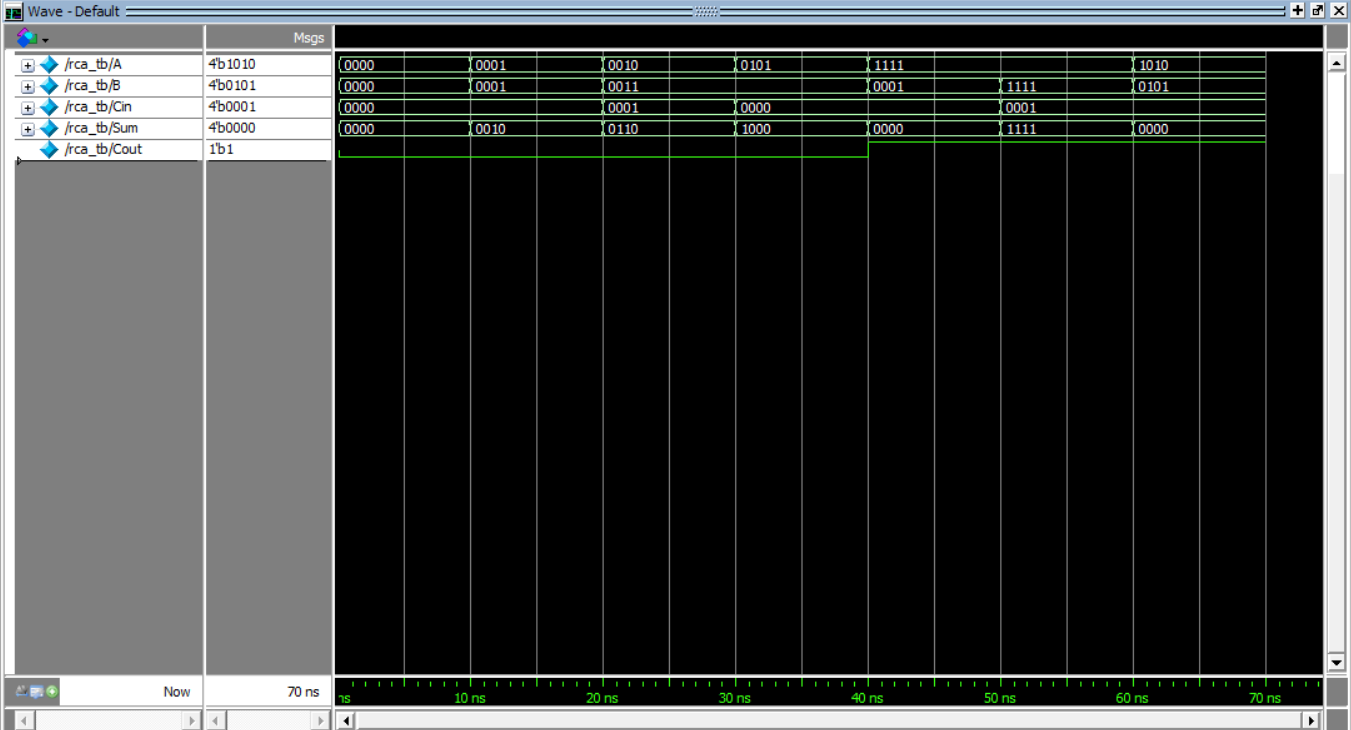 Wave - Default
Msgs
/rca_tb/A 4'b1010 0000 0001 0010 0101 1111 1010
/rca_tb/B 4'b0101 0000 0001 0011 0001 1111 0101
/rca_tb/Cin 4'b0001 0000 0001 0000 0001
/rca_tb/Sum 4'b0000 0000 0010 0110 1000 0000 1111 0000
/rca_tb/Cout 1'b1
Now 70 ns ns 10 ns 20 ns 30 ns 40 ns 50 ns 60 ns 70 ns